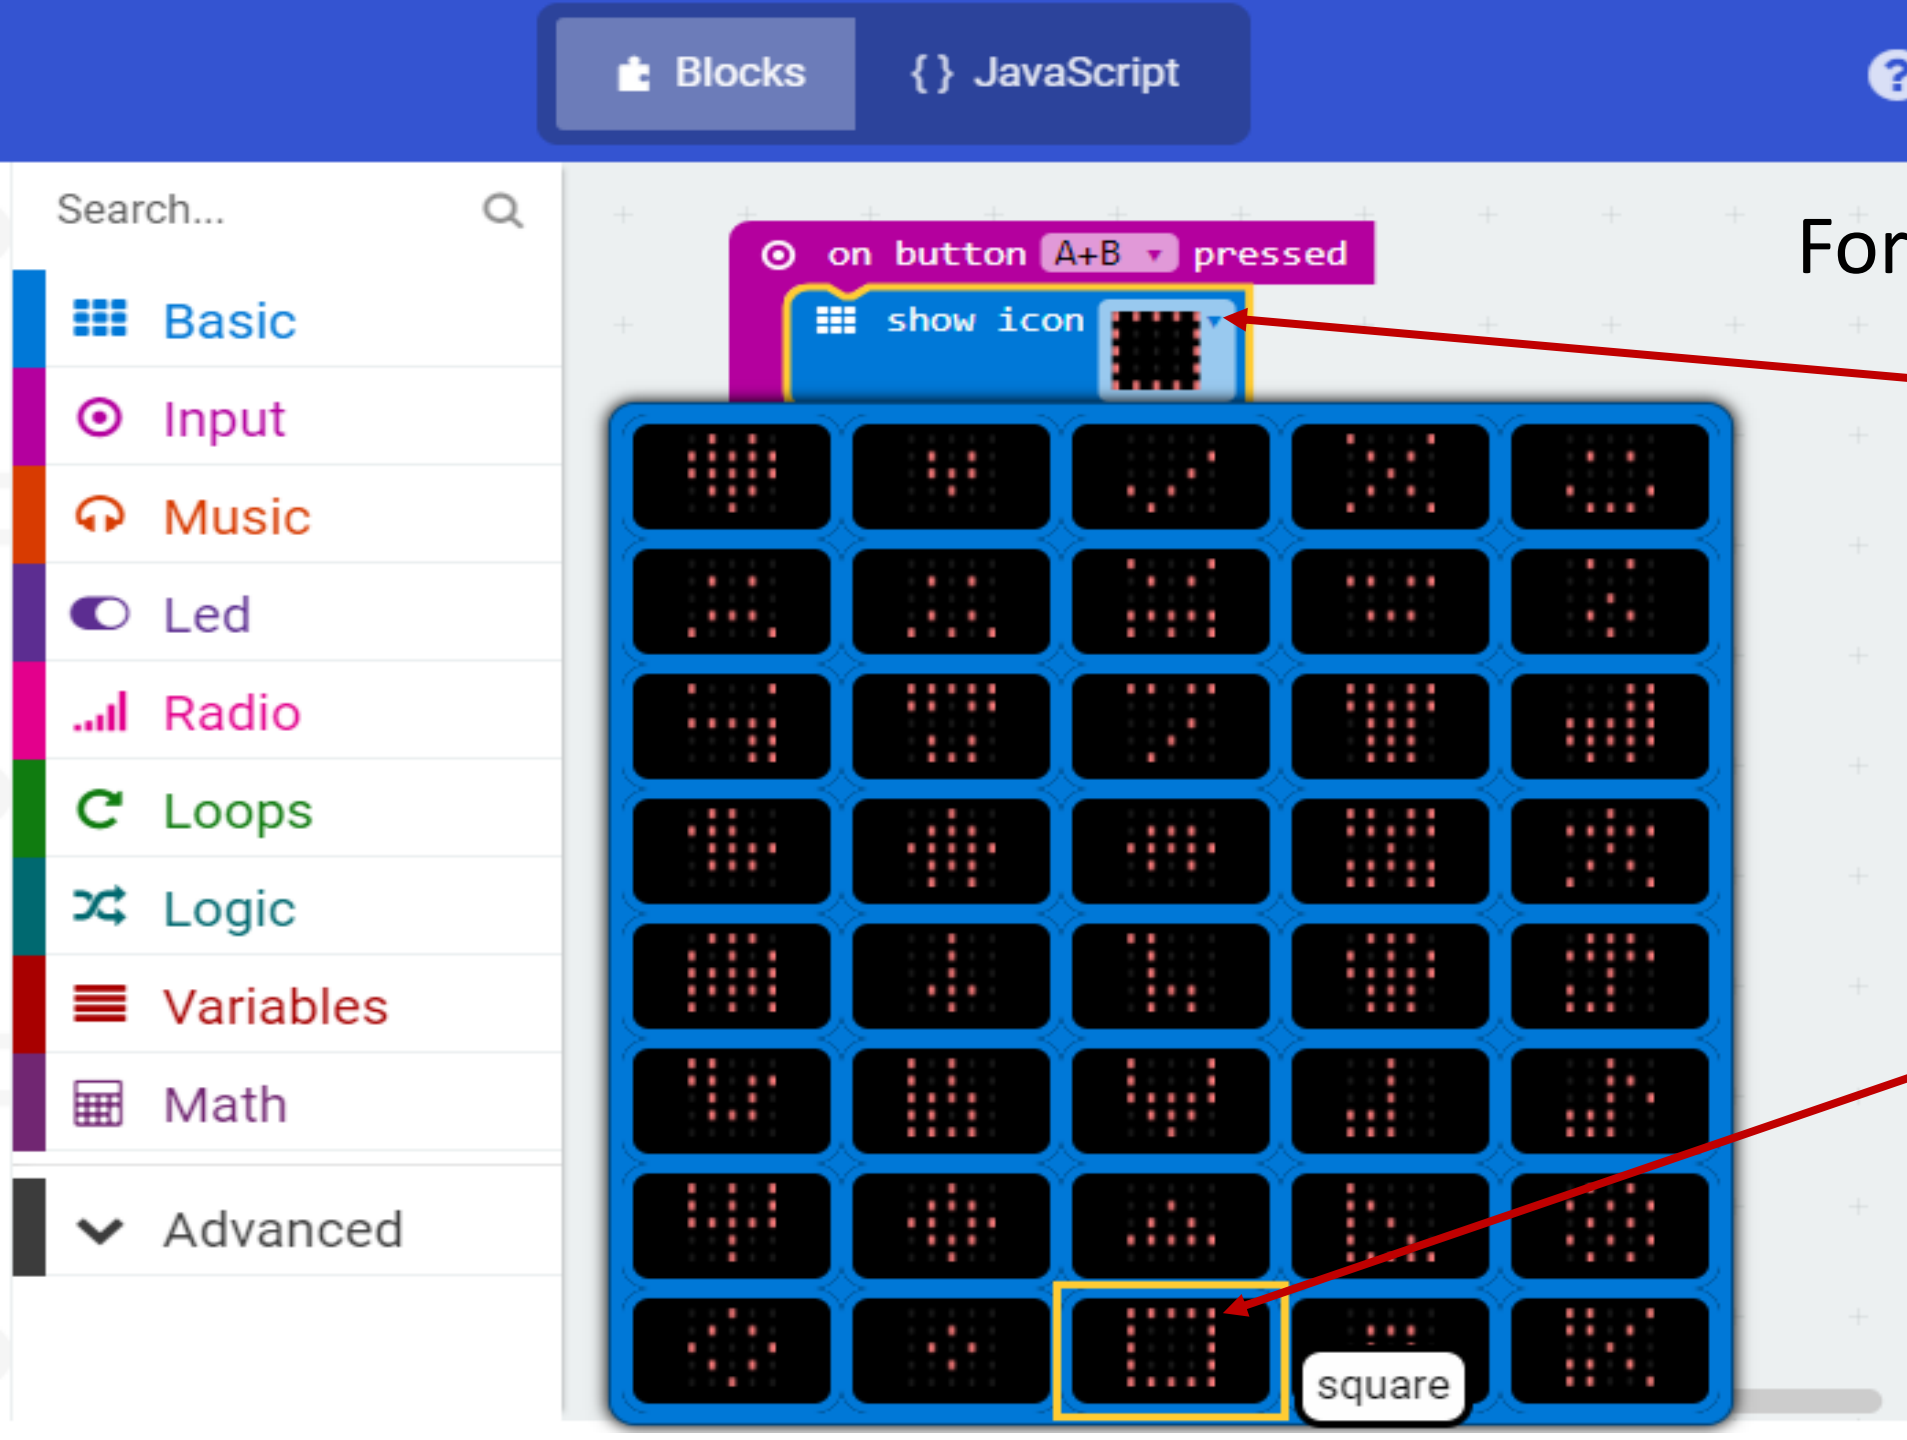 Blocks
{} JavaScript
?
Search...
Basic
Input
Music
Led
Radio
Loops
Logic
Variables
Math
Advanced
on button A+B pressed
show icon
For
square